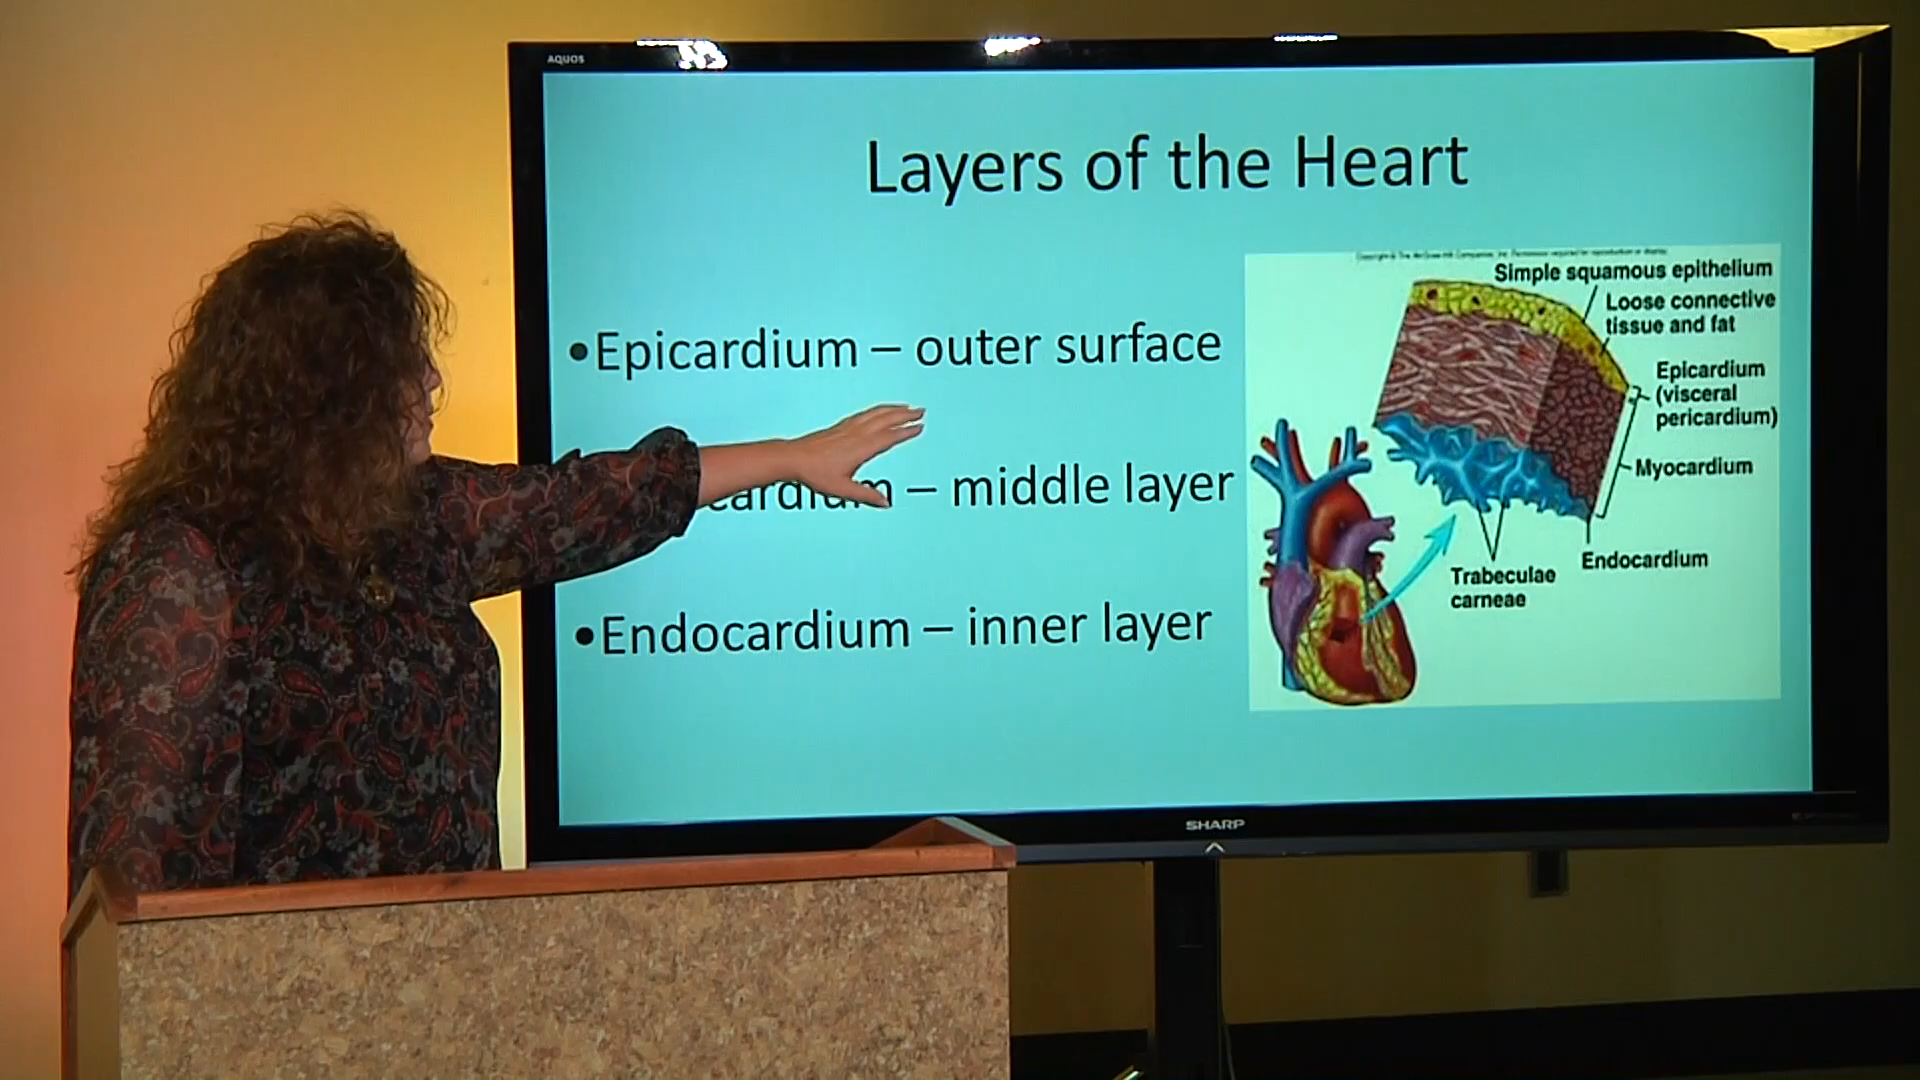 AQUOS
Layers of the Heart
•Epicardium – outer surface
– middle layer
•Endocardium – inner layer
Simple squamous epithelium
Loose connective
tissue and fat
Epicardium
(visceral
pericardium)
Myocardium
Endocardium
Trabeculae
carneae
SHARP